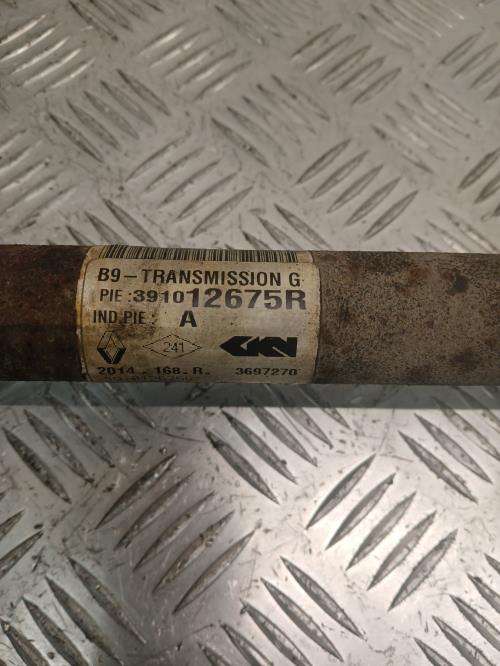 B9-TRANSMISSION G
PIE :391012675R
IND.PIE : A
241 GKN
2014 . 168 . R. 3697270